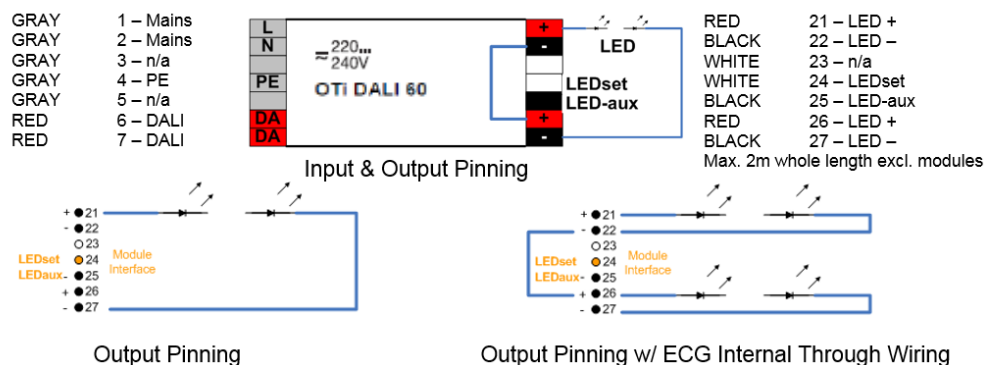 GRAY 1 – Mains
GRAY 2 – Mains
GRAY 3 – n/a
GRAY 4 – PE
GRAY 5 – n/a
RED 6 – DALI
RED 7 – DALI
L
N
PE
DA
DA
≂ 220...
240V
OTi DALI 60
+
-
LED
LEDset
LED-aux
+
-
RED 21 – LED +
BLACK 22 – LED –
WHITE 23 – n/a
WHITE 24 – LEDset
BLACK 25 – LED-aux
RED 26 – LED +
BLACK 27 – LED –
Max. 2m whole length excl. modules
Input & Output Pinning
+ 21
- 22
23
LEDset 24
LEDaux - 25
+ 26
- 27
Module
Interface
Output Pinning
+ 21
- 22
23
LEDset 24
LEDaux - 25
+ 26
- 27
Module
Interface
Output Pinning w/ ECG Internal Through Wiring